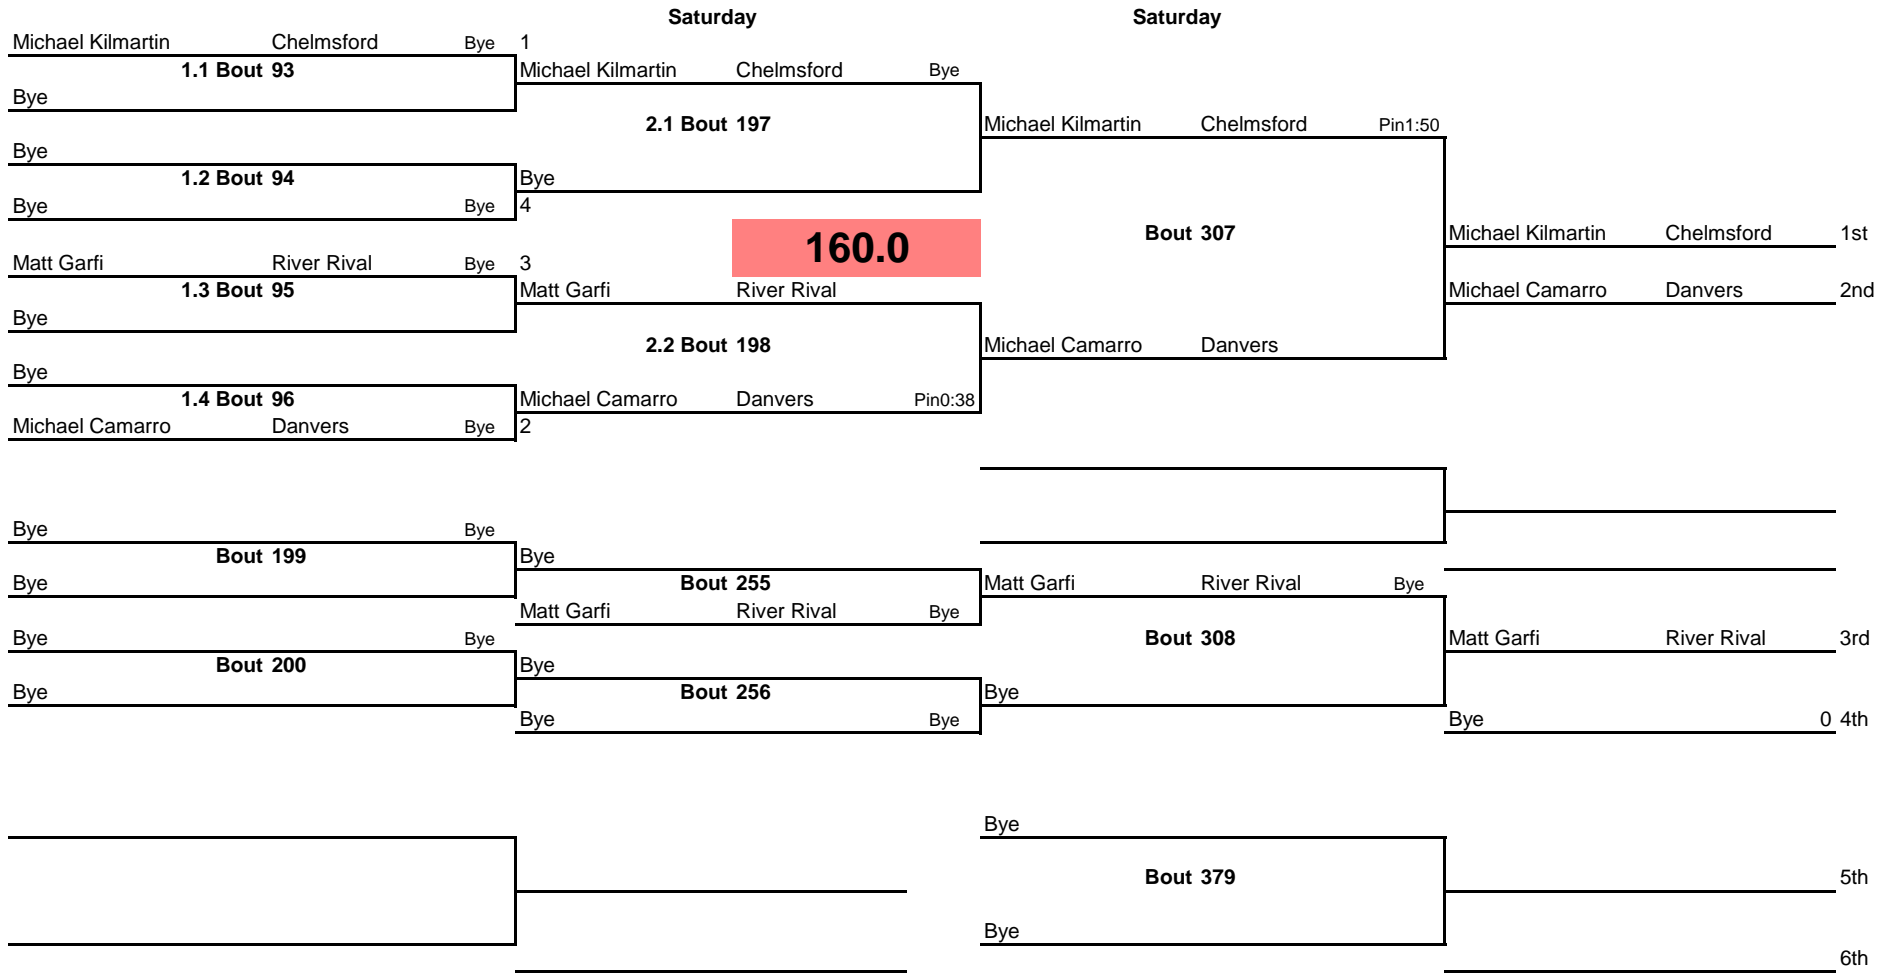 Saturday Saturday
Michael Kilmartin Chelmsford Bye 1
1.1 Bout 93 Michael Kilmartin Chelmsford Bye
Bye
2.1 Bout 197 Michael Kilmartin Chelmsford Pin1:50
Bye
1.2 Bout 94 Bye
Bye Bye 4
160.0 Bout 307 Michael Kilmartin Chelmsford 1st
Matt Garfi River Rival Bye 3
1.3 Bout 95 Matt Garfi River Rival Michael Camarro Danvers 2nd
Bye
2.2 Bout 198 Michael Camarro Danvers
Bye
1.4 Bout 96 Michael Camarro Danvers Pin0:38
Michael Camarro Danvers Bye 2
Bye Bye
Bout 199 Bye
Bye Bout 255 Matt Garfi River Rival Bye
Matt Garfi River Rival Bye
Bye Bye Bout 308 Matt Garfi River Rival 3rd
Bout 200 Bye
Bye Bout 256 Bye
Bye Bye Bye 0 4th
Bye
Bout 379 5th
Bye
6th